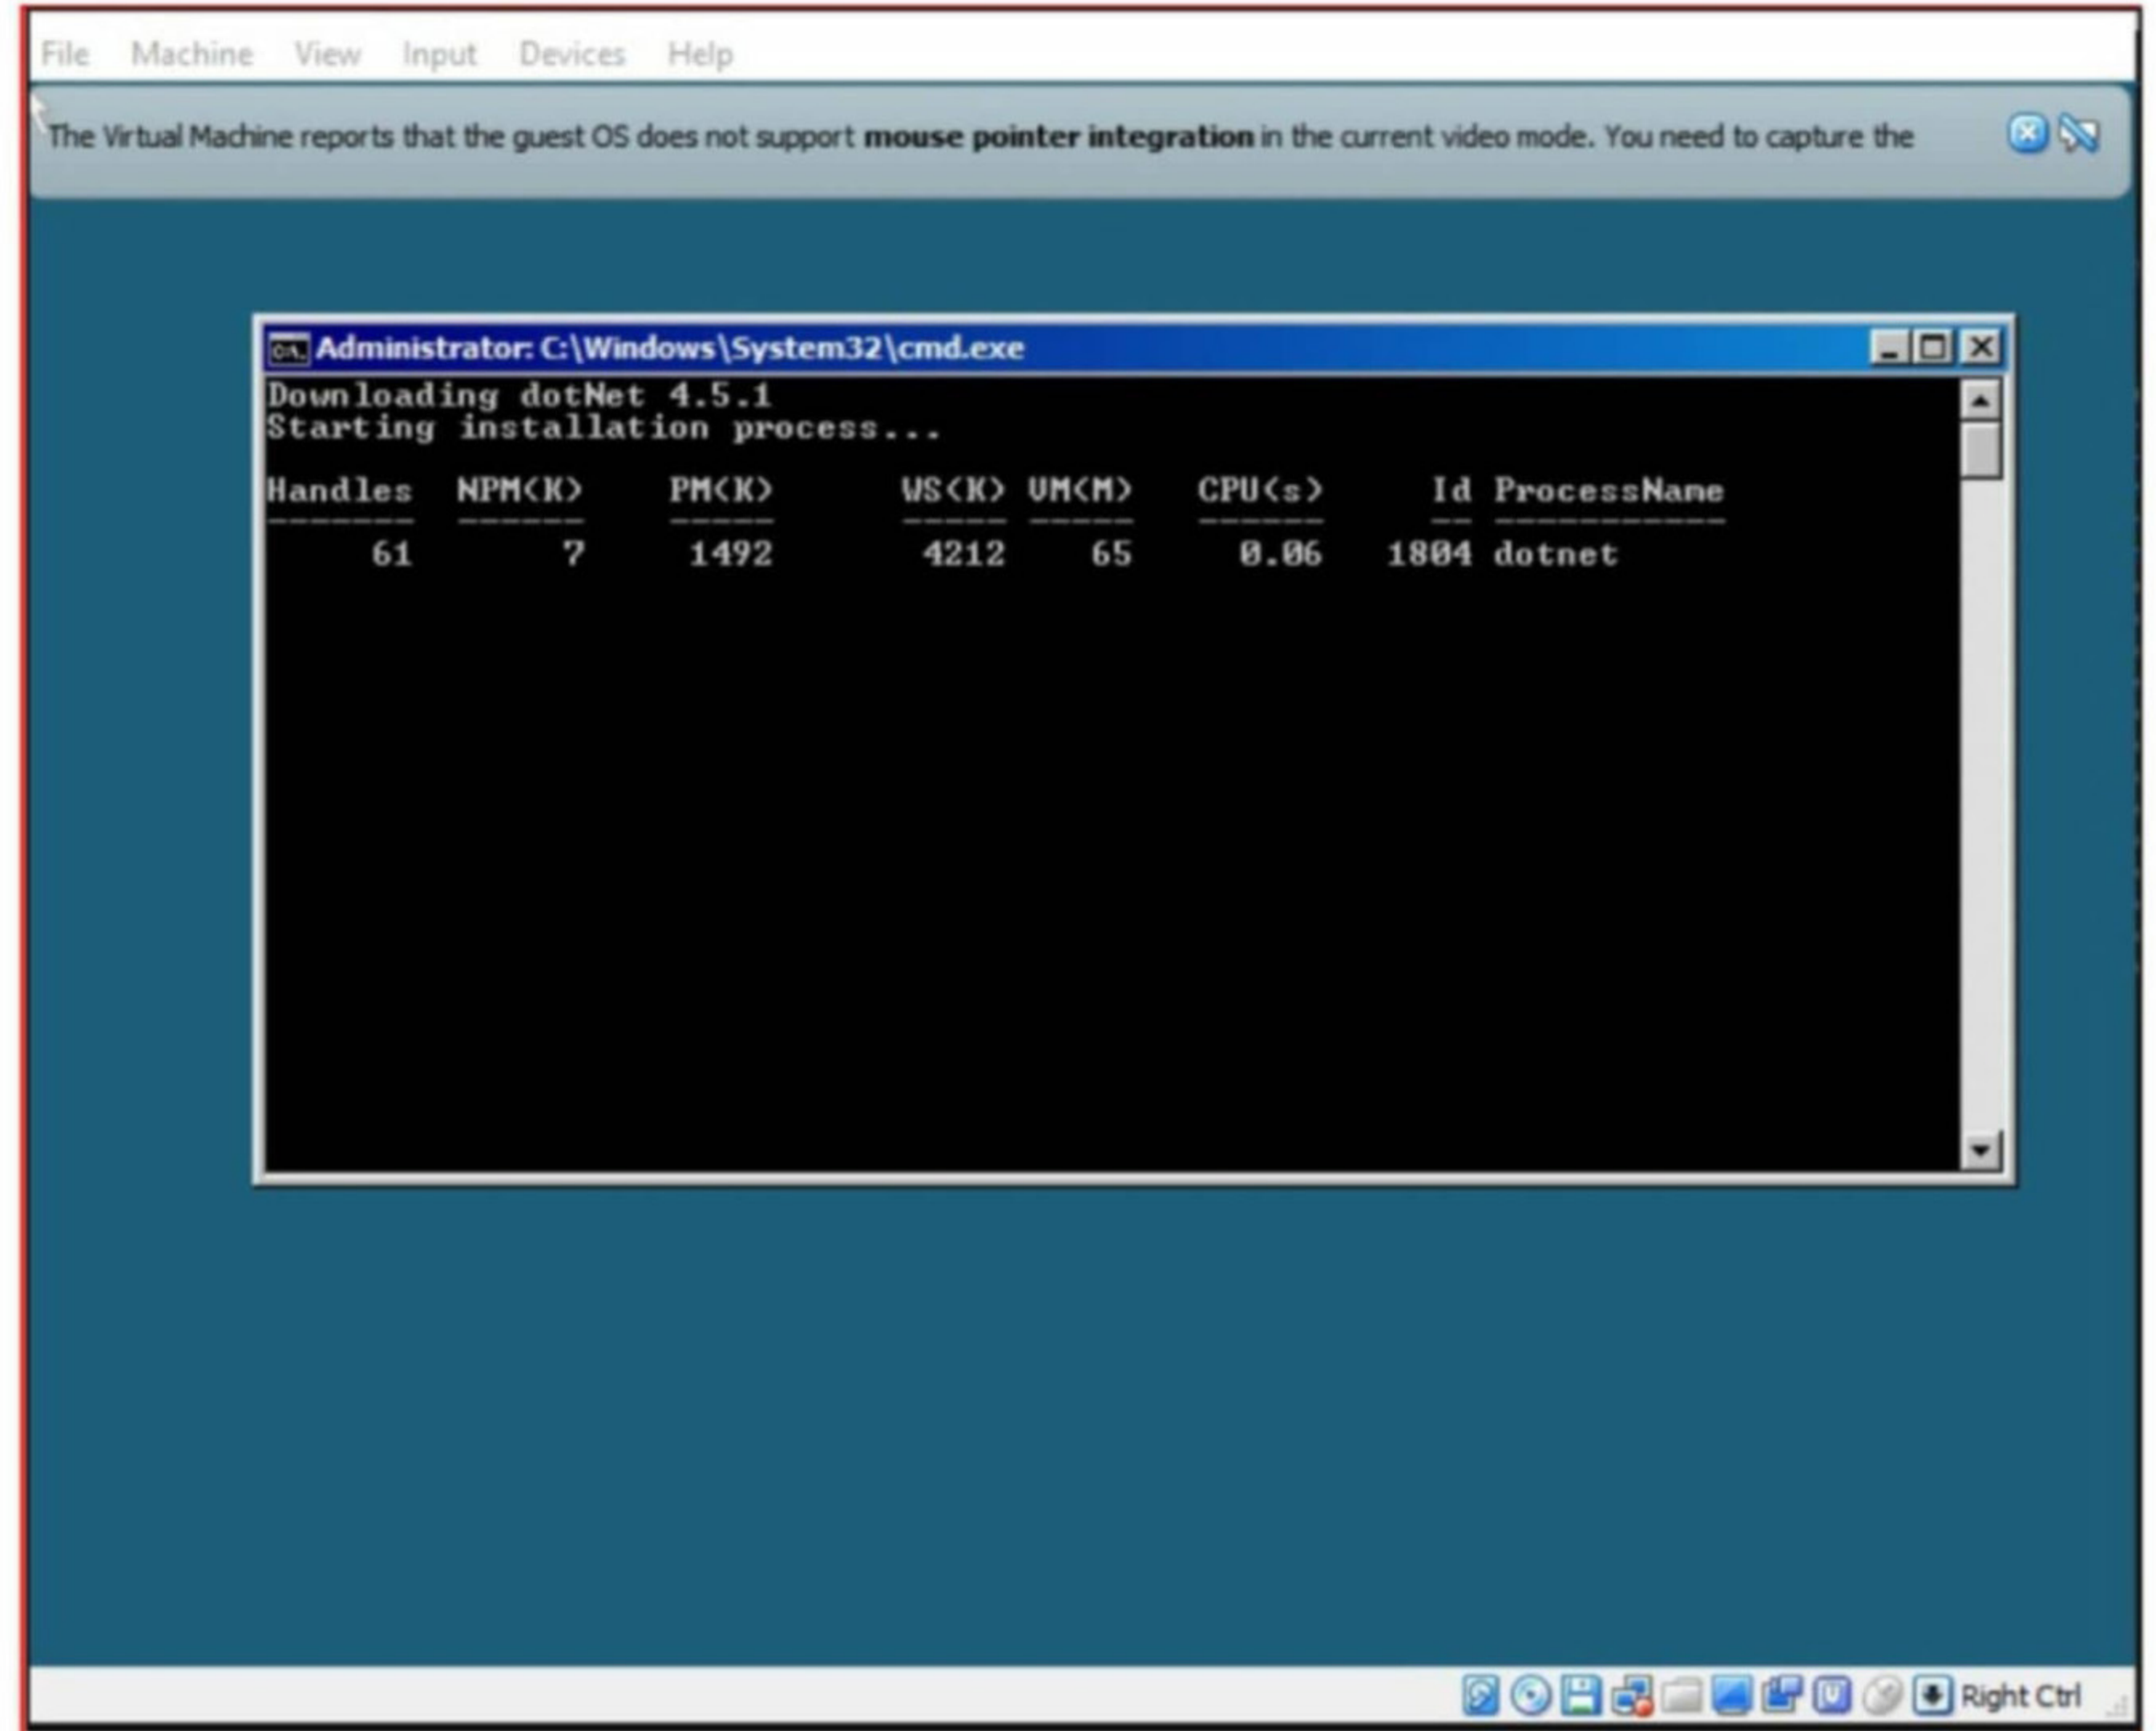 File Machine View Input Devices Help
The Virtual Machine reports that the guest OS does not support mouse pointer integration in the current video mode. You need to capture the
Administrator: C:\Windows\System32\cmd.exe
Downloading dotNet 4.5.1
Starting installation process...
Handles NPM(K) PM(K) WS(K) VM(M) CPU(s) Id ProcessName
------- ------ ----- ----- ----- ------ -- -----------
61 7 1492 4212 65 0.06 1804 dotnet
Right Ctrl